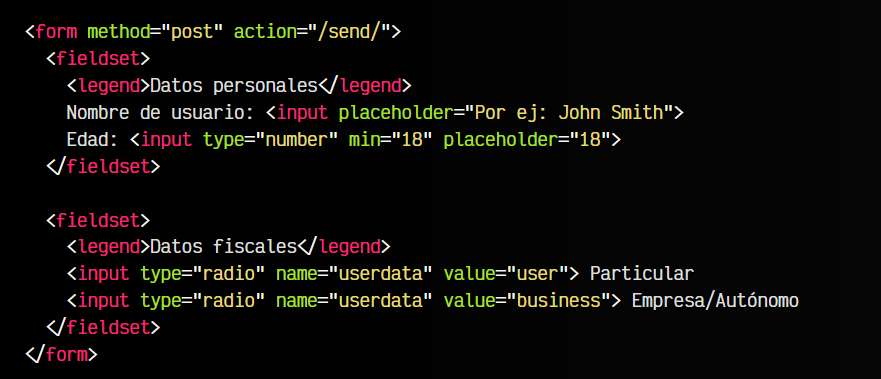 <form method="post" action="/send/">
<fieldset>
<legend>Datos personales</legend>
Nombre de usuario: <input placeholder="Por ej: John Smith">
Edad: <input type="number" min="18" placeholder="18">
</fieldset>
<fieldset>
<legend>Datos fiscales</legend>
<input type="radio" name="userdata" value="user"> Particular
<input type="radio" name="userdata" value="business"> Empresa/Autónomo
</fieldset>
</form>